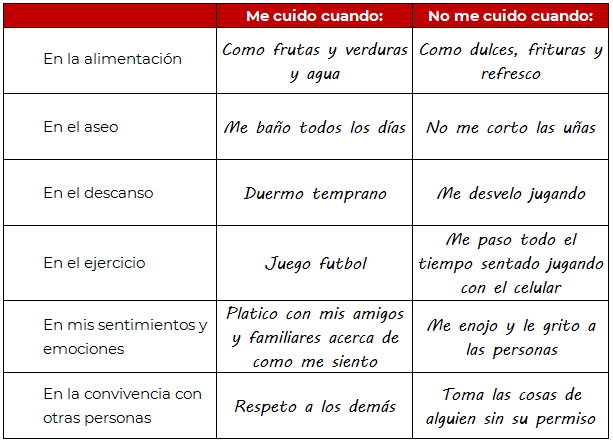 Me cuido cuando:
No me cuido cuando:
En la alimentación
Como frutas y verduras
y agua
Como dulces, frituras y
refresco
En el aseo
Me baño todos los días
No me corto las uñas
En el descanso
Duermo temprano
Me desvelo jugando
En el ejercicio
Juego futbol
Me paso todo el
tiempo sentado jugando
con el celular
En mis sentimientos y
emociones
Platico con mis amigos
y familiares acerca de
como me siento
Me enojo y le grito a
las personas
En la convivencia con
otras personas
Respeto a los demás
Toma las cosas de
alguien sin su permiso